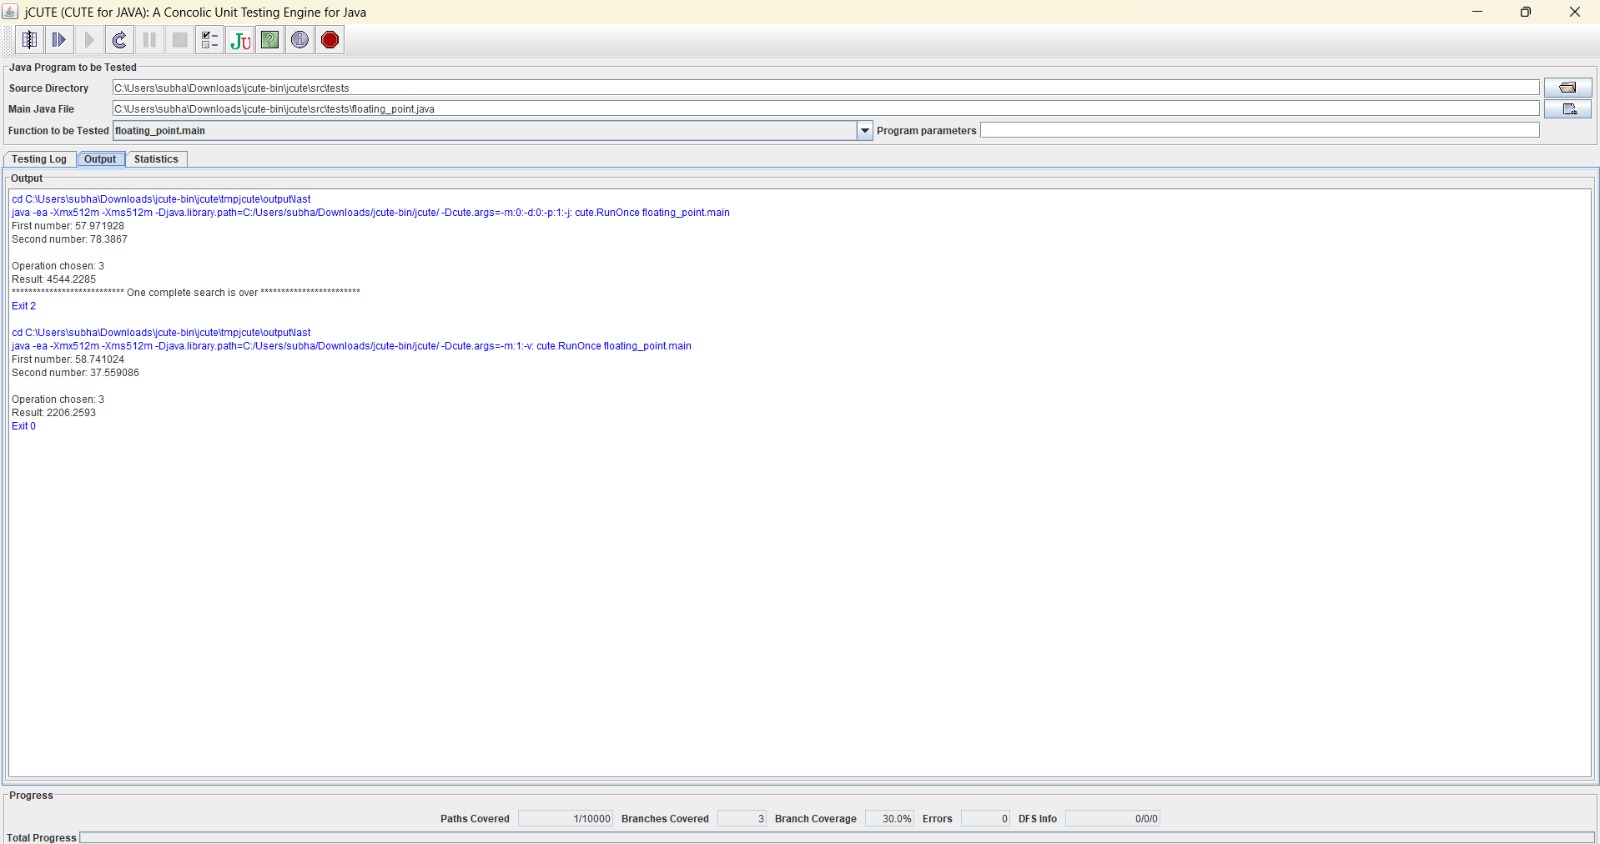 jCUTE (CUTE for JAVA): A Concolic Unit Testing Engine for Java
JU
?
i
Java Program to be Tested
Source Directory C:\Users\subha\Downloads\jcute-bin\jcute\src\tests
Main Java File C:\Users\subha\Downloads\jcute-bin\jcute\src\tests\floating_point.java
Function to be Tested floating_point.main Program parameters
Testing Log Output Statistics
Output
cd C:\Users\subha\Downloads\jcute-bin\jcute\tmpjcute\output\last
java -ea -Xmx512m -Xms512m -Djava.library.path=C:/Users/subha/Downloads/jcute-bin/jcute/ -Dcute.args=-m:0:-d:0:-p:1:-j: cute.RunOnce floating_point.main
First number: 57.971928
Second number: 78.3867
Operation chosen: 3
Result: 4544.2285
*************************** One complete search is over ************************
Exit 2
cd C:\Users\subha\Downloads\jcute-bin\jcute\tmpjcute\output\last
java -ea -Xmx512m -Xms512m -Djava.library.path=C:/Users/subha/Downloads/jcute-bin/jcute/ -Dcute.args=-m:1:-v: cute.RunOnce floating_point.main
First number: 58.741024
Second number: 37.559086
Operation chosen: 3
Result: 2206.2593
Exit 0
Progress
Paths Covered 1/10000 Branches Covered 3 Branch Coverage 30.0% Errors 0 DFS Info 0/0/0
Total Progress